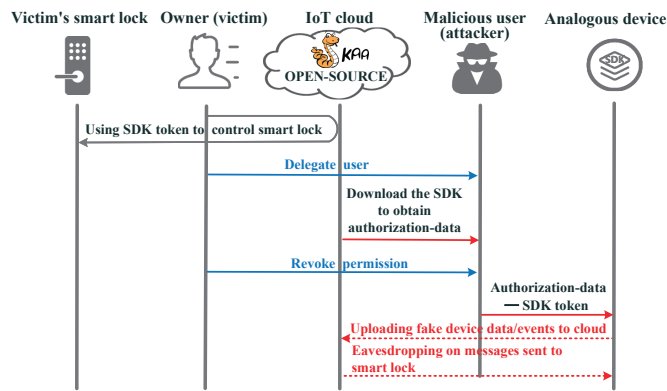 Victim's smart lock
Owner (victim)
IoT cloud
Malicious user
(attacker)
Analogous device
KAA
OPEN-SOURCE
SDK
Using SDK token to control smart lock
Delegate user
Download the SDK
to obtain
authorization-data
Revoke permission
Authorization-data
— SDK token
Uploading fake device data/events to cloud
Eavesdropping on messages sent to
smart lock